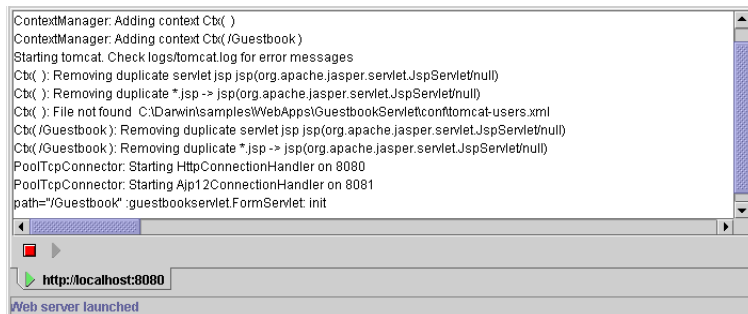 ContextManager: Adding context Ctx( )
ContextManager: Adding context Ctx( /Guestbook )
Starting tomcat. Check logs/tomcat.log for error messages
Ctx( ): Removing duplicate servlet jsp jsp(org.apache.jasper.servlet.JspServlet/null)
Ctx( ): Removing duplicate *.jsp -> jsp(org.apache.jasper.servlet.JspServlet/null)
Ctx( ): File not found C:\Darwin\samples\WebApps\GuestbookServlet\conf\tomcat-users.xml
Ctx( /Guestbook ): Removing duplicate servlet jsp jsp(org.apache.jasper.servlet.JspServlet/null)
Ctx( /Guestbook ): Removing duplicate *.jsp -> jsp(org.apache.jasper.servlet.JspServlet/null)
PoolTcpConnector: Starting HttpConnectionHandler on 8080
PoolTcpConnector: Starting Ajp12ConnectionHandler on 8081
path="/Guestbook" :guestbookservlet.FormServlet: init
http://localhost:8080
Web server launched